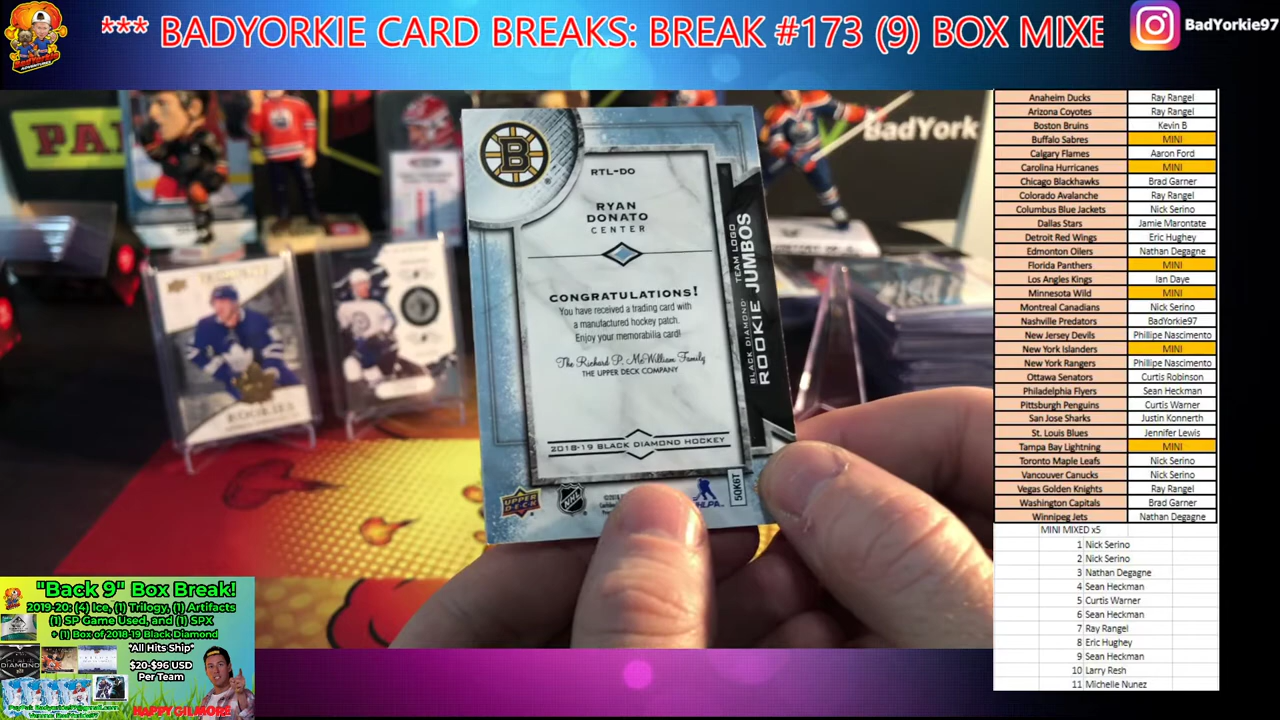 *** BADYORKIE CARD BREAKS: BREAK #173 (9) BOX MIXE
BadYorkie97
BadYork
B
RTL-DO
RYAN
DONATO
CENTER
CONGRATULATIONS!
You have received a trading card with
a manufactured hockey patch.
Enjoy your memorabilia card!
The Richard P. McWilliam Family
THE UPPER DECK COMPANY
2018-19 BLACK DIAMOND HOCKEY
BLACK DIAMOND TEAM LOGO
ROOKIE JUMBOS
UPPER DECK
NHL
50K6T
ROOKIES
Anaheim Ducks Ray Rangel
Arizona Coyotes Ray Rangel
Boston Bruins Kevin B
Buffalo Sabres MINI
Calgary Flames Aaron Ford
Carolina Hurricanes MINI
Chicago Blackhawks Brad Garner
Colorado Avalanche Ray Rangel
Columbus Blue Jackets Nick Serino
Dallas Stars Jamie Marontate
Detroit Red Wings Eric Hughey
Edmonton Oilers Nathan Degagne
Florida Panthers MINI
Los Angeles Kings Ian Daye
Minnesota Wild MINI
Montreal Canadians Nick Serino
Nashville Predators BadYorkie97
New Jersey Devils Phillipe Nascimento
New York Islanders MINI
New York Rangers Phillipe Nascimento
Ottawa Senators Curtis Robinson
Philadelphia Flyers Sean Heckman
Pittsburgh Penguins Curtis Warner
San Jose Sharks Justin Konnerth
St. Louis Blues Jennifer Lewis
Tampa Bay Lightning MINI
Toronto Maple Leafs Nick Serino
Vancouver Canucks Nick Serino
Vegas Golden Knights Ray Rangel
Washington Capitals Brad Garner
Winnipeg Jets Nathan Degagne
MINI MIXED x5
1 Nick Serino
2 Nick Serino
3 Nathan Degagne
4 Sean Heckman
5 Curtis Warner
6 Sean Heckman
7 Ray Rangel
8 Eric Hughey
9 Sean Heckman
10 Larry Resh
11 Michelle Nunez
"Back 9" Box Break!
2019-20: (4) Ice, (1) Trilogy, (1) Artifacts
(1) SP Game Used, and (1) SPX
+ (1) Box of 2018-19 Black Diamond
*All Hits Ship*
$20-$96 USD
Per Team
HAPPY GILMORE